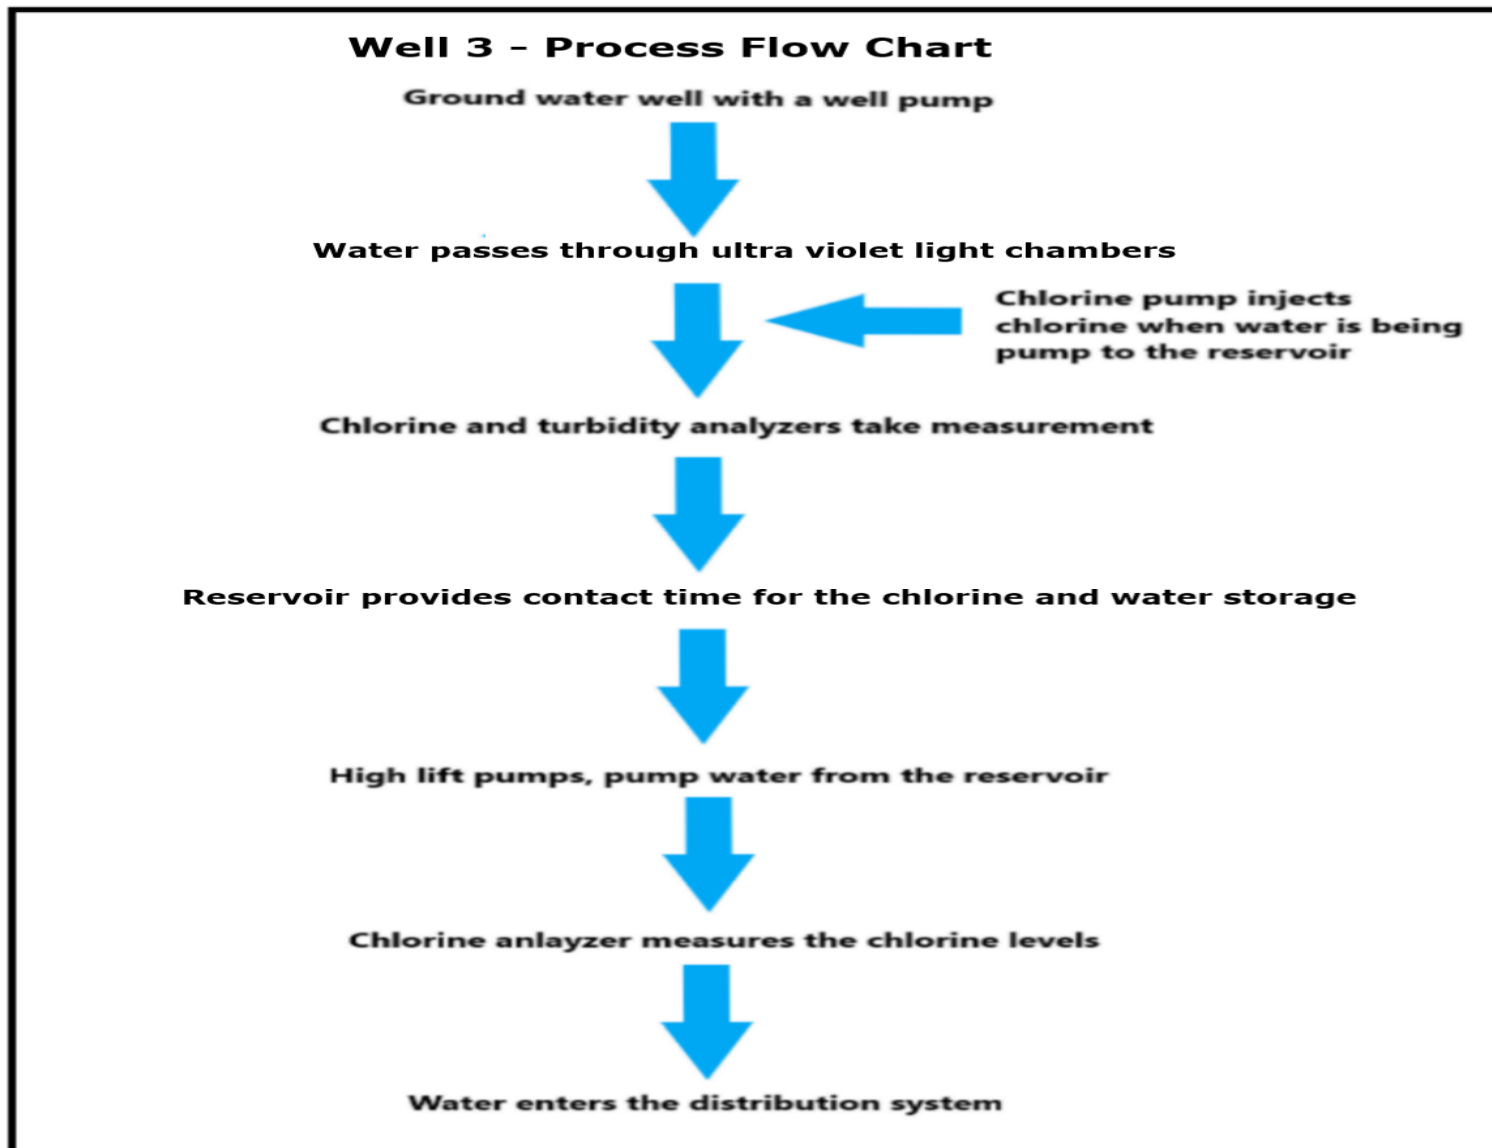 Well 3 – Process Flow Chart
Ground water well with a well pump
Water passes through ultra violet light chambers
Chlorine pump injects
chlorine when water is being
pump to the reservoir
Chlorine and turbidity analyzers take measurement
Reservoir provides contact time for the chlorine and water storage
High lift pumps, pump water from the reservoir
Chlorine anlayzer measures the chlorine levels
Water enters the distribution system